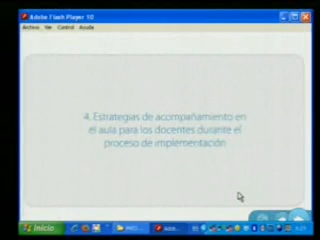 Adobe Flash Player 10
Archivo Ver Control Ayuda
4. Estrategias de acompañamiento en
el aula para los docentes durante el
proceso de implementación
Inicio